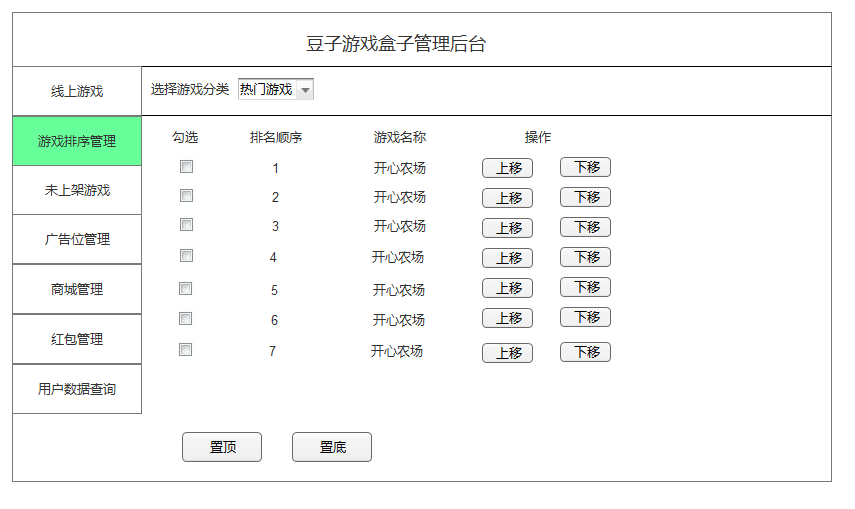 豆子游戏盒子管理后台
线上游戏
游戏排序管理
未上架游戏
广告位管理
商城管理
红包管理
用户数据查询
选择游戏分类 热门游戏
勾选 排名顺序 游戏名称 操作
1 开心农场 上移 下移
2 开心农场 上移 下移
3 开心农场 上移 下移
4 开心农场 上移 下移
5 开心农场 上移 下移
6 开心农场 上移 下移
7 开心农场 上移 下移
置顶 置底